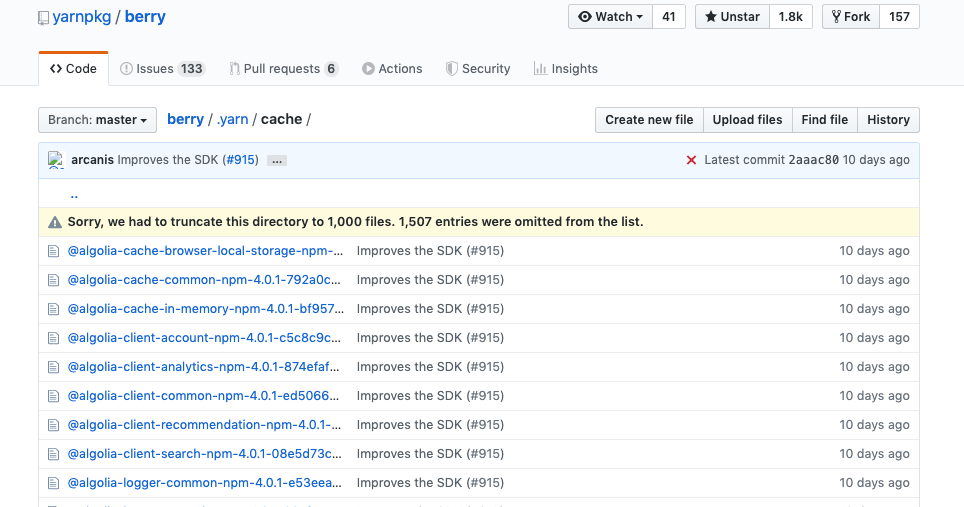 yarnpkg / berry
Watch 41 Unstar 1.8k Fork 157
Code Issues 133 Pull requests 6 Actions Security Insights
Branch: master berry / .yarn / cache / Create new file Upload files Find file History
arcanis Improves the SDK (#915) ... Latest commit 2aaac80 10 days ago
..
Sorry, we had to truncate this directory to 1,000 files. 1,507 entries were omitted from the list.
@algolia-cache-browser-local-storage-npm-... Improves the SDK (#915) 10 days ago
@algolia-cache-common-npm-4.0.1-792a0c... Improves the SDK (#915) 10 days ago
@algolia-cache-in-memory-npm-4.0.1-bf957... Improves the SDK (#915) 10 days ago
@algolia-client-account-npm-4.0.1-c5c8c9c... Improves the SDK (#915) 10 days ago
@algolia-client-analytics-npm-4.0.1-874efaf... Improves the SDK (#915) 10 days ago
@algolia-client-common-npm-4.0.1-ed5066... Improves the SDK (#915) 10 days ago
@algolia-client-recommendation-npm-4.0.1-... Improves the SDK (#915) 10 days ago
@algolia-client-search-npm-4.0.1-08e5d73c... Improves the SDK (#915) 10 days ago
@algolia-logger-common-npm-4.0.1-e53eea... Improves the SDK (#915) 10 days ago